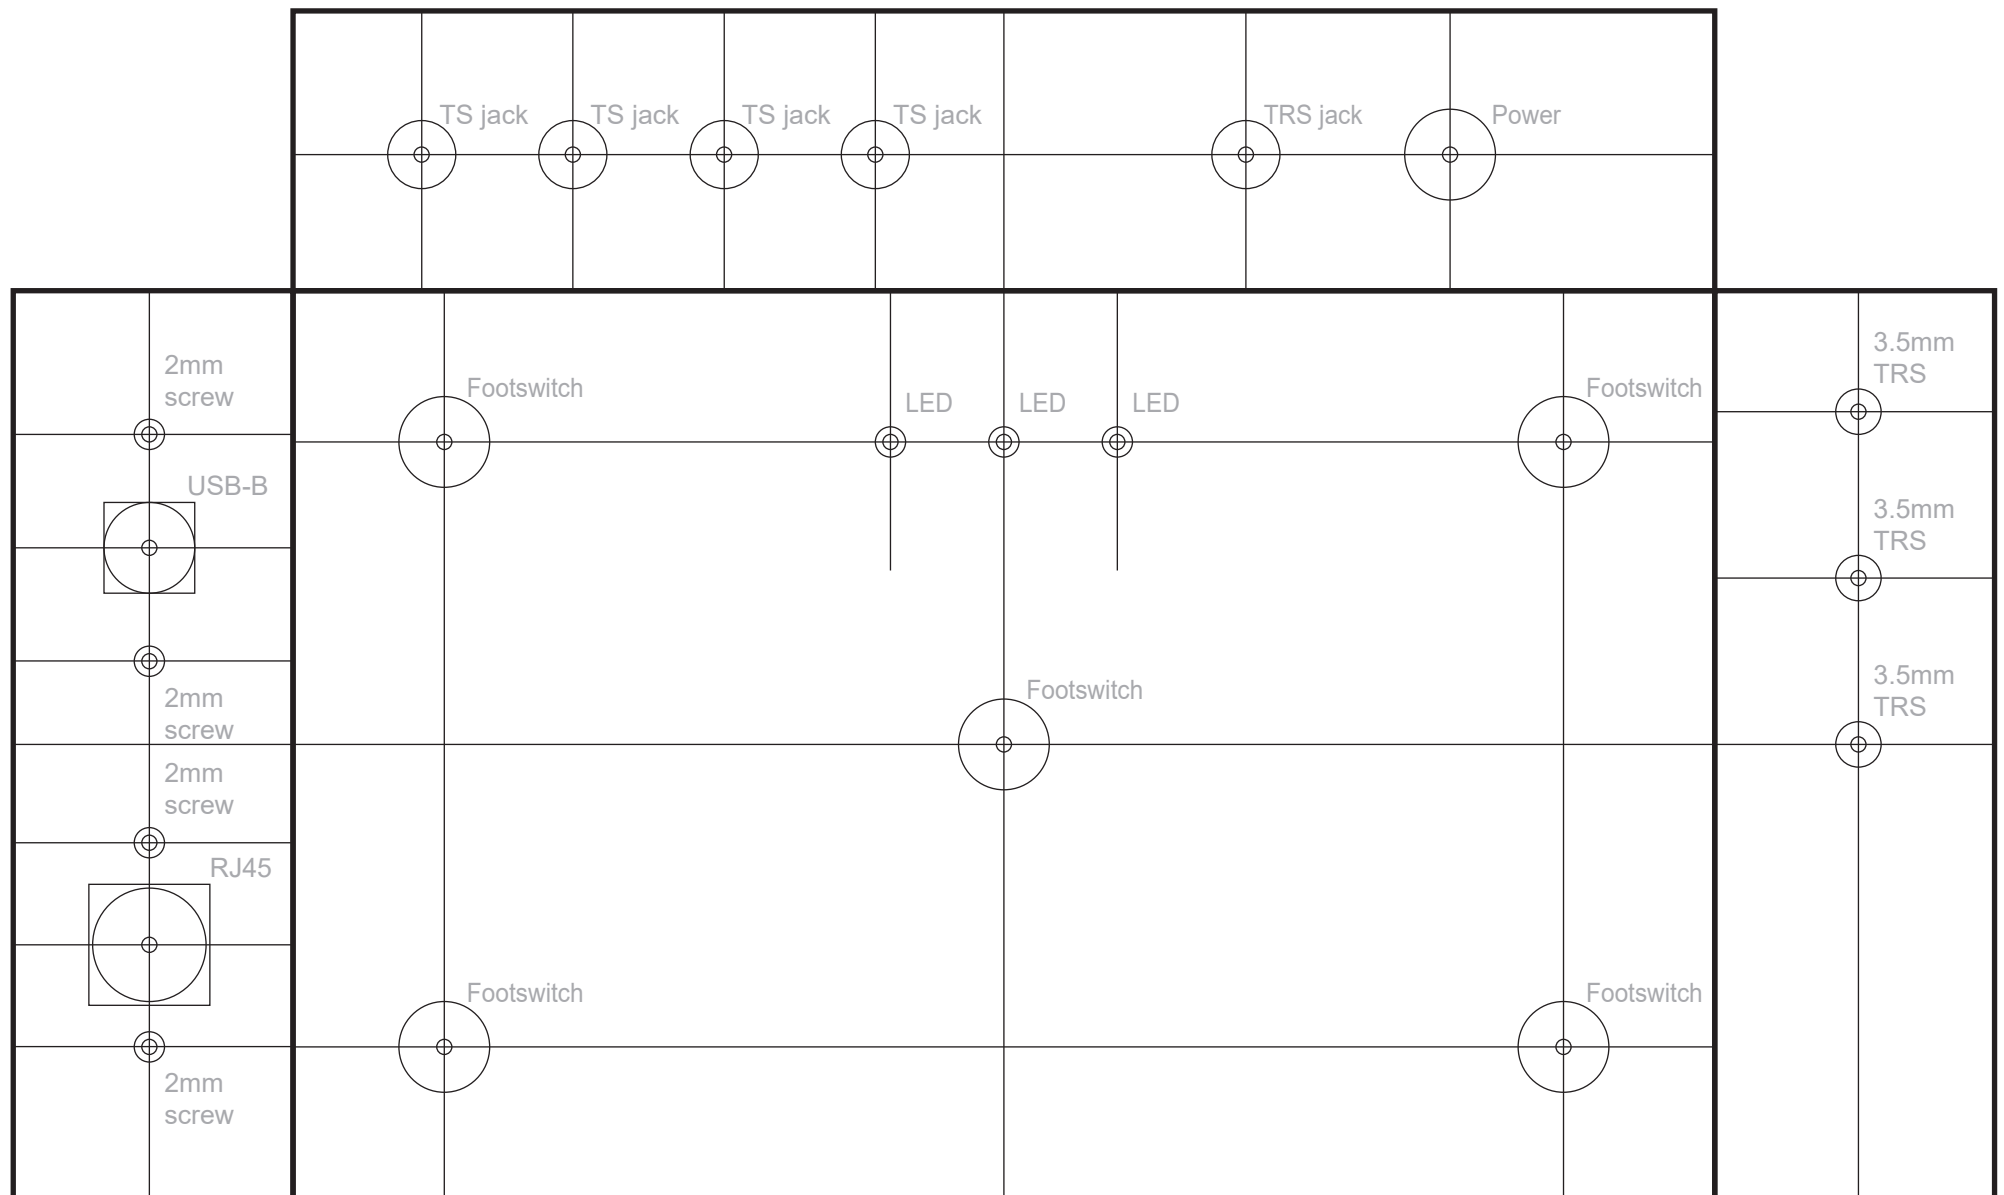 TS jack
TS jack
TS jack
TS jack
TRS jack
Power
2mm
screw
USB-B
2mm
screw
2mm
screw
RJ45
2mm
screw
Footswitch
LED
LED
LED
Footswitch
Footswitch
Footswitch
Footswitch
3.5mm
TRS
3.5mm
TRS
3.5mm
TRS